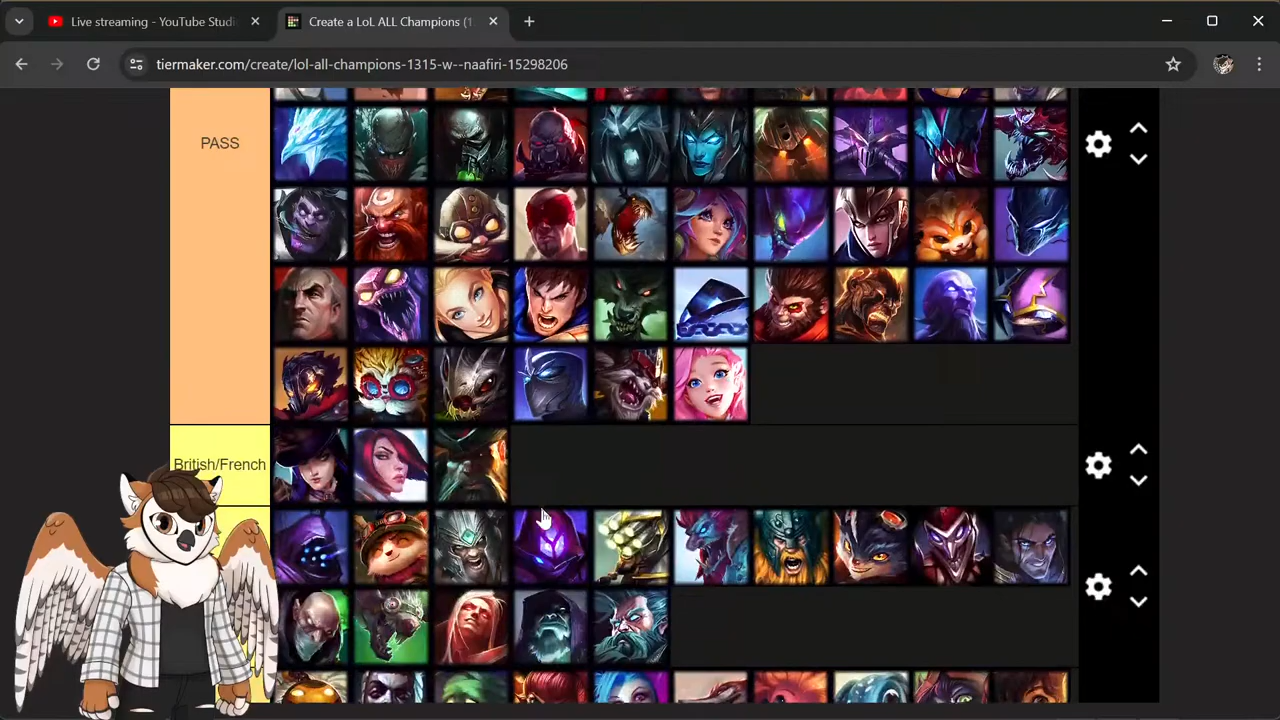 Live streaming - YouTube Studi
Create a LoL ALL Champions (1
tiermaker.com/create/lol-all-champions-1315-w--naafiri-15298206
PASS
British/French